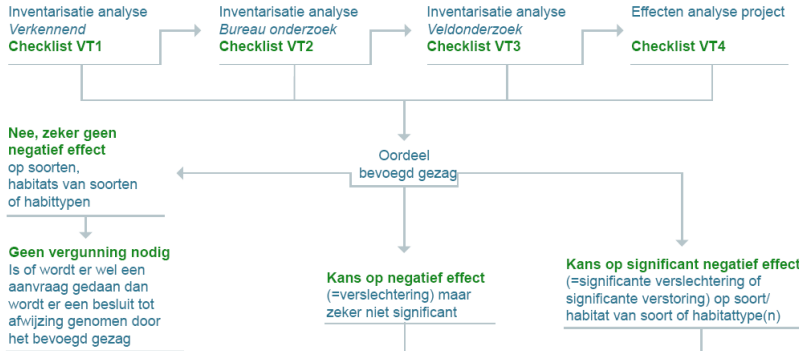 Inventarisatie analyse
Verkennend
Checklist VT1
Inventarisatie analyse
Bureau onderzoek
Checklist VT2
Inventarisatie analyse
Veldonderzoek
Checklist VT3
Effecten analyse project
Checklist VT4
Oordeel
bevoegd gezag
Nee, zeker geen
negatief effect
op soorten,
habitats van soorten
of habittypen
Geen vergunning nodig
Is of wordt er wel een
aanvraag gedaan dan
wordt er een besluit tot
afwijzing genomen door
het bevoegd gezag
Kans op negatief effect
(=verslechtering) maar
zeker niet significant
Kans op significant negatief effect
(=significante verslechtering of
significante verstoring) op soort/
habitat van soort of habitattype(n)